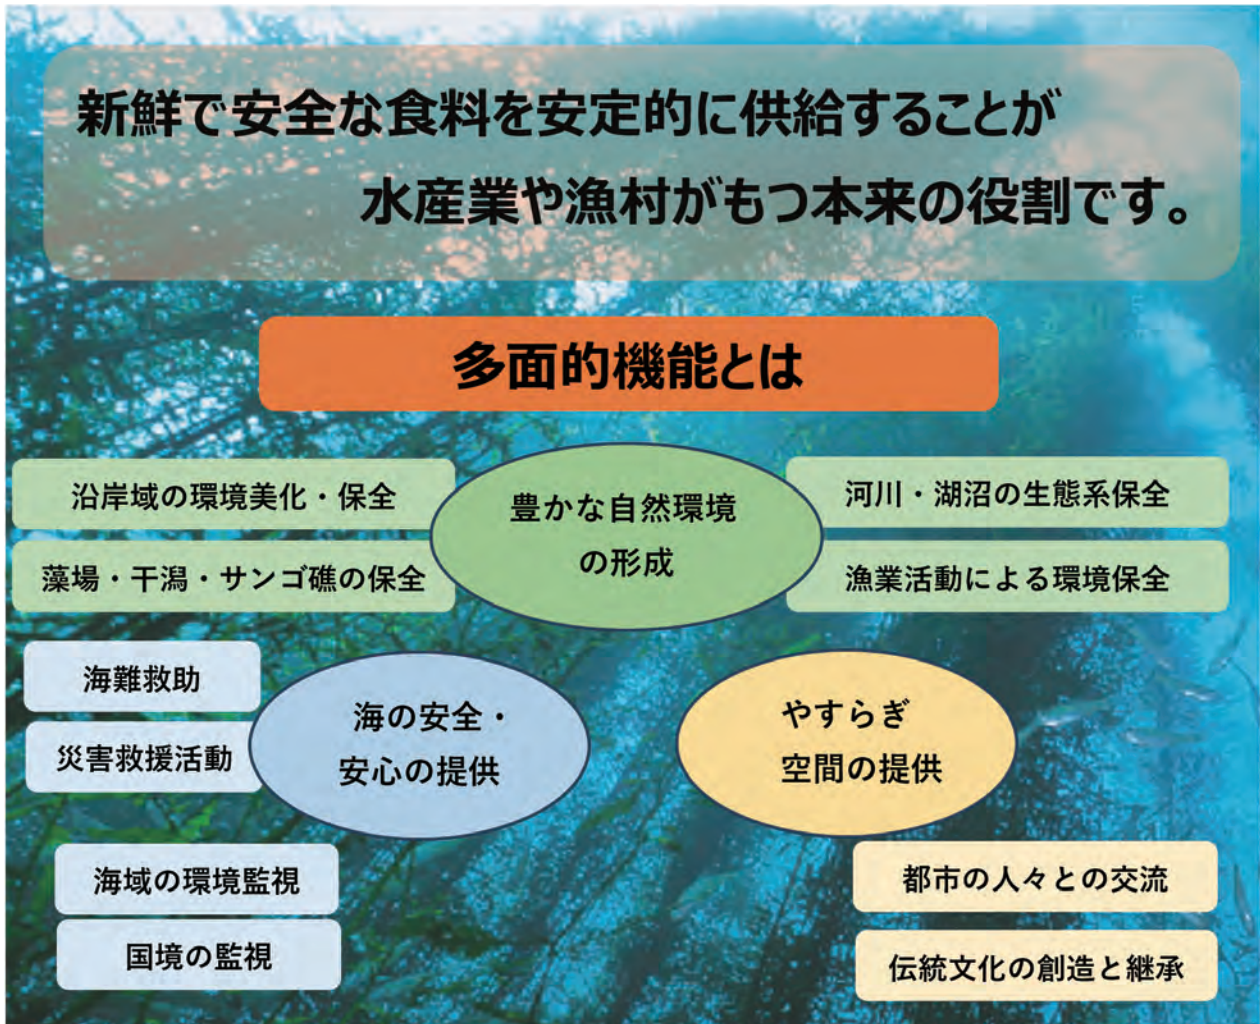 新鮮で安全な食料を安定的に供給することが
水産業や漁村がもつ本来の役割です。
多面的機能とは
沿岸域の環境美化・保全
藻場・干潟・サンゴ礁の保全
豊かな自然環境
の形成
河川・湖沼の生態系保全
漁業活動による環境保全
海難救助
災害救援活動
海の安全・
安心の提供
海域の環境監視
国境の監視
やすらぎ
空間の提供
都市の人々との交流
伝統文化の創造と継承